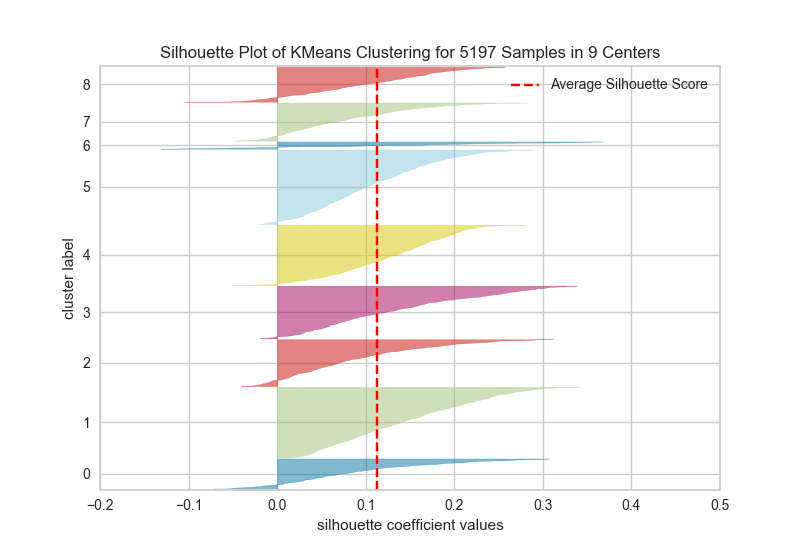 Silhouette Plot of KMeans Clustering for 5197 Samples in 9 Centers
Average Silhouette Score
8
7
6
5
4
3
2
1
0
cluster label
−0.2 −0.1 0.0 0.1 0.2 0.3 0.4 0.5
silhouette coefficient values